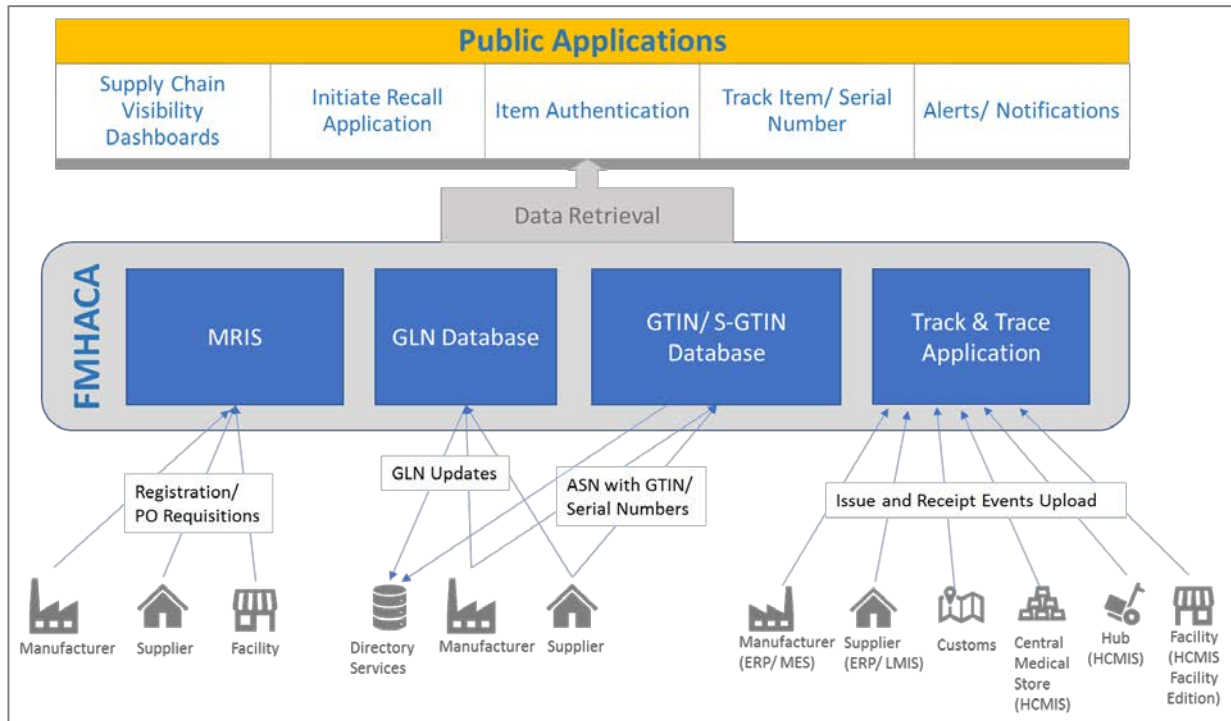 Public Applications
Supply Chain
Visibility
Dashboards
Initiate Recall
Application
Item Authentication
Track Item/ Serial
Number
Alerts/ Notifications
Data Retrieval
FMHACA
MRIS
GLN Database
GTIN/ S-GTIN
Database
Track & Trace
Application
Registration/
PO Requisitions
GLN Updates
ASN with GTIN/
Serial Numbers
Issue and Receipt Events Upload
Manufacturer
Supplier
Facility
Directory
Services
Manufacturer
Supplier
Manufacturer
(ERP/ MES)
Supplier
(ERP/ LMIS)
Customs
Central
Medical
Store
(HCMIS)
Hub
(HCMIS)
Facility
(HCMIS
Facility
Edition)